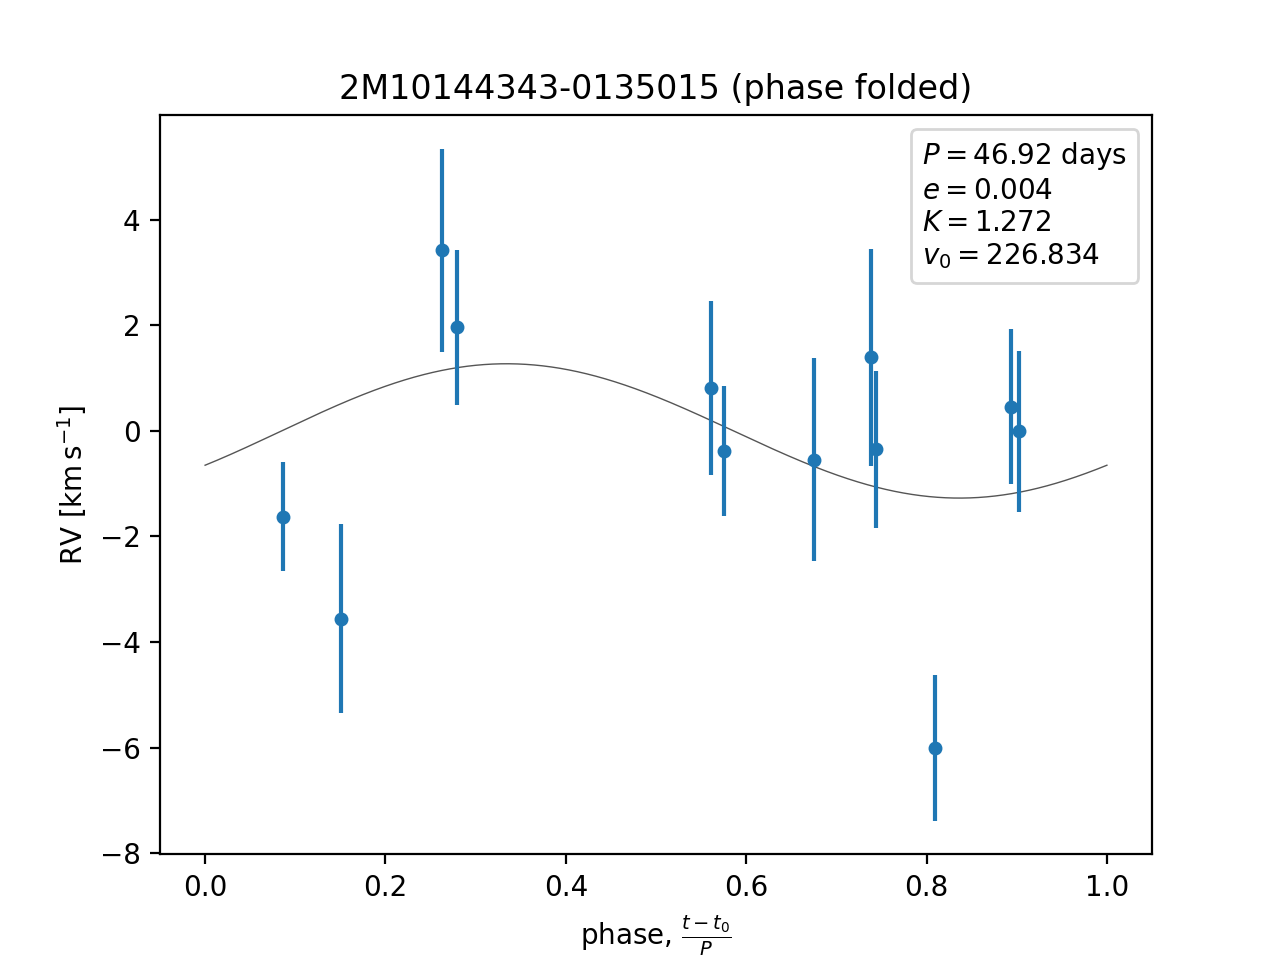 2M10144343-0135015 (phase folded)
P = 46.92 days
e = 0.004
K = 1.272
v₀ = 226.834
RV [km s⁻¹]
4
2
0
−2
−4
−6
−8
0.0 0.2 0.4 0.6 0.8 1.0
phase, (t − t₀)/P